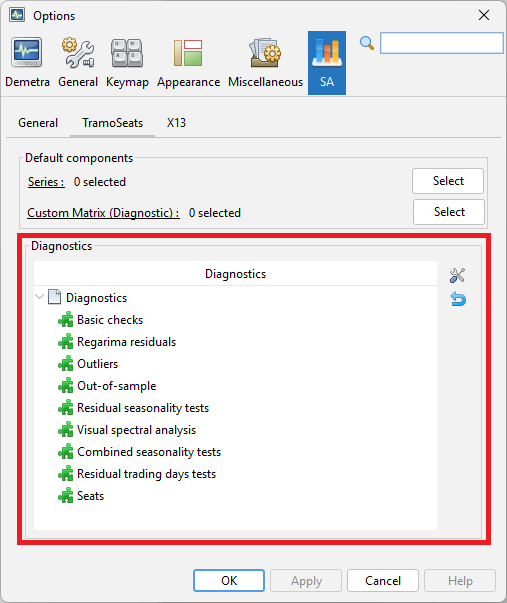 Options
Demetra
General
Keymap
Appearance
Miscellaneous
SA
General
TramoSeats
X13
Default components
Series : 0 selected
Select
Custom Matrix (Diagnostic) : 0 selected
Select
Diagnostics
Diagnostics
Diagnostics
Basic checks
Regarima residuals
Outliers
Out-of-sample
Residual seasonality tests
Visual spectral analysis
Combined seasonality tests
Residual trading days tests
Seats
OK
Apply
Cancel
Help